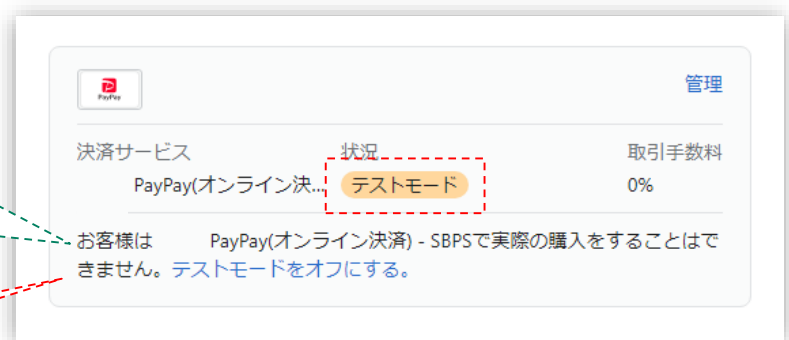 PayPay
管理
決済サービス 状況 取引手数料
PayPay(オンライン決... テストモード 0%
お客様は PayPay(オンライン決済) - SBPSで実際の購入をすることはで
きません。テストモードをオフにする。